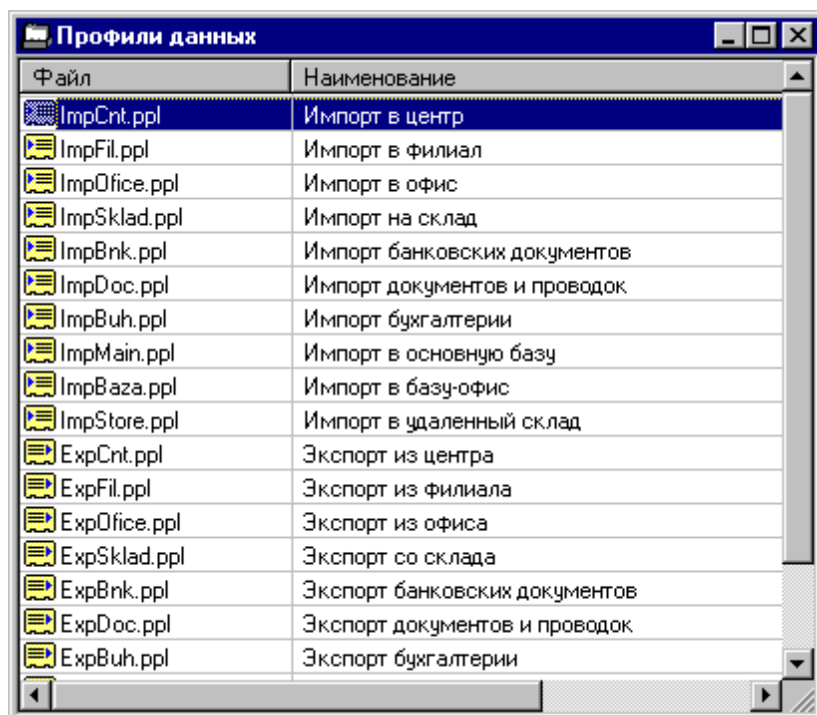 Профили данных
Файл Наименование
ImpCnt.ppl Импорт в центр
ImpFil.ppl Импорт в филиал
ImpOfice.ppl Импорт в офис
ImpSklad.ppl Импорт на склад
ImpBnk.ppl Импорт банковских документов
ImpDoc.ppl Импорт документов и проводок
ImpBuh.ppl Импорт бухгалтерии
ImpMain.ppl Импорт в основную базу
ImpBaza.ppl Импорт в базу-офис
ImpStore.ppl Импорт в удаленный склад
ExpCnt.ppl Экспорт из центра
ExpFil.ppl Экспорт из филиала
ExpOfice.ppl Экспорт из офиса
ExpSklad.ppl Экспорт со склада
ExpBnk.ppl Экспорт банковских документов
ExpDoc.ppl Экспорт документов и проводок
ExpBuh.ppl Экспорт бухгалтерии